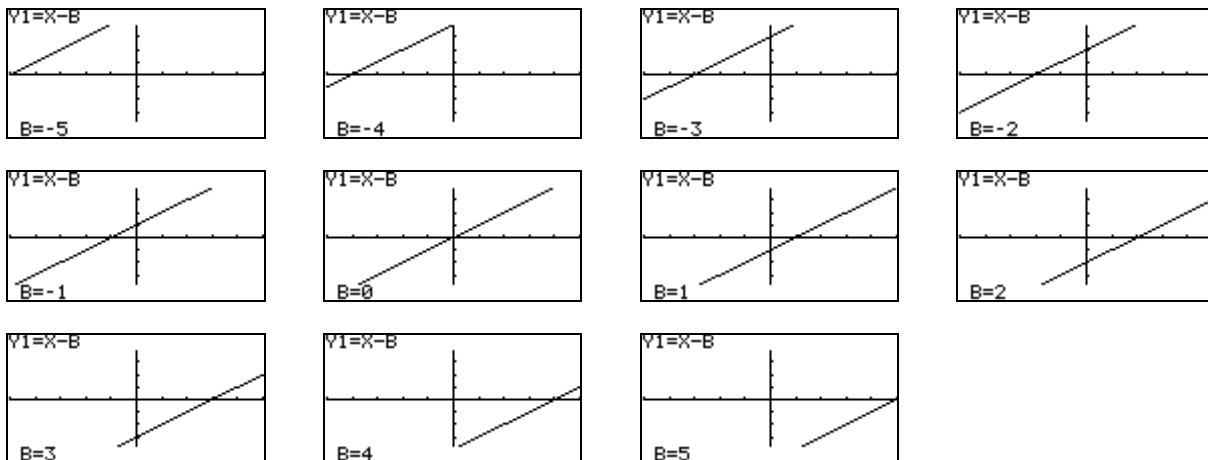 Y1=X-B
B=-5
Y1=X-B
B=-4
Y1=X-B
B=-3
Y1=X-B
B=-2
Y1=X-B
B=-1
Y1=X-B
B=0
Y1=X-B
B=1
Y1=X-B
B=2
Y1=X-B
B=3
Y1=X-B
B=4
Y1=X-B
B=5